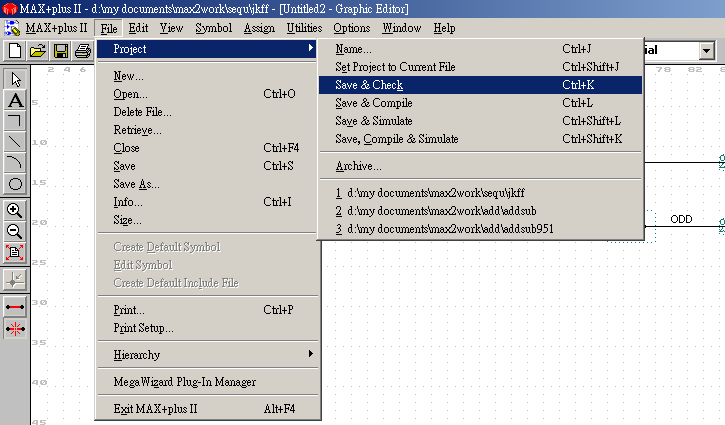 MAX+plus II - d:\my documents\max2work\sequ\jkff - [Untitled2 - Graphic Editor]
MAX+plus II File Edit View Symbol Assign Utilities Options Window Help
Project
New...
Open... Ctrl+O
Delete File...
Retrieve...
Close Ctrl+F4
Save Ctrl+S
Save As...
Info... Ctrl+I
Size...
Create Default Symbol
Edit Symbol
Create Default Include File
Print... Ctrl+P
Print Setup...
Hierarchy
MegaWizard Plug-In Manager
Exit MAX+plus II Alt+F4
Name... Ctrl+J
Set Project to Current File Ctrl+Shift+J
Save & Check Ctrl+K
Save & Compile Ctrl+L
Save & Simulate Ctrl+Shift+L
Save, Compile & Simulate Ctrl+Shift+K
Archive...
1 d:\my documents\max2work\sequ\jkff
2 d:\my documents\max2work\add\addsub
3 d:\my documents\max2work\add\addsub951
ial
A
2 4 6 78 82 8
5
10
15
20
25
30
35
40
45
ODD